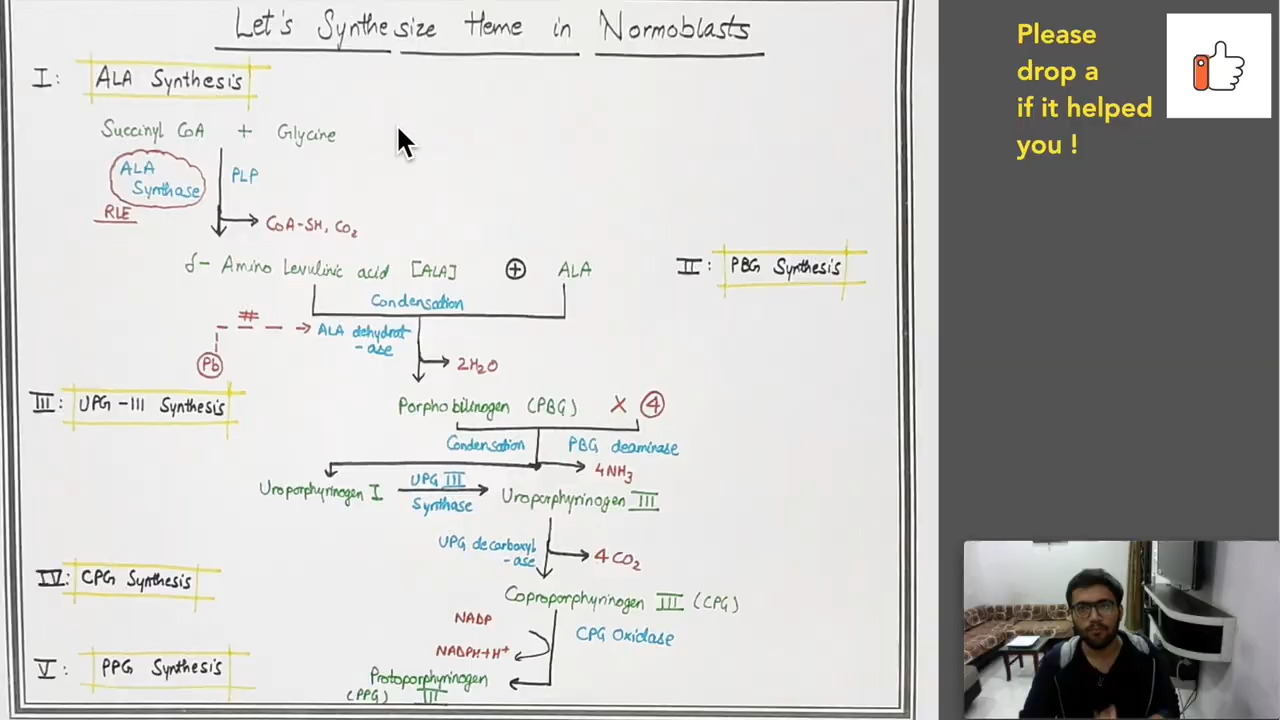 Let's Synthesize Heme in Normoblasts
I: ALA Synthesis
Succinyl CoA + Glycine
ALA Synthase
PLP
RLE
CoA-SH, CO₂
δ- Amino Levulinic acid [ALA] ⊕ ALA
II: PBG Synthesis
Condensation
#
ALA dehydrat
-ase
Pb
2H₂O
III: UPG-III Synthesis
Porphobilinogen (PBG) X 4
Condensation PBG deaminase
4NH₃
Uroporphyrinogen I
UPG III
Synthase
Uroporphyrinogen III
UPG decarboxyl
-ase
4CO₂
IV: CPG Synthesis
Coproporphyrinogen III (CPG)
NADP
CPG Oxidase
NADPH+H⁺
V: PPG Synthesis
Protoporphyrinogen
(PPG) III
Please
drop a
if it helped
you !